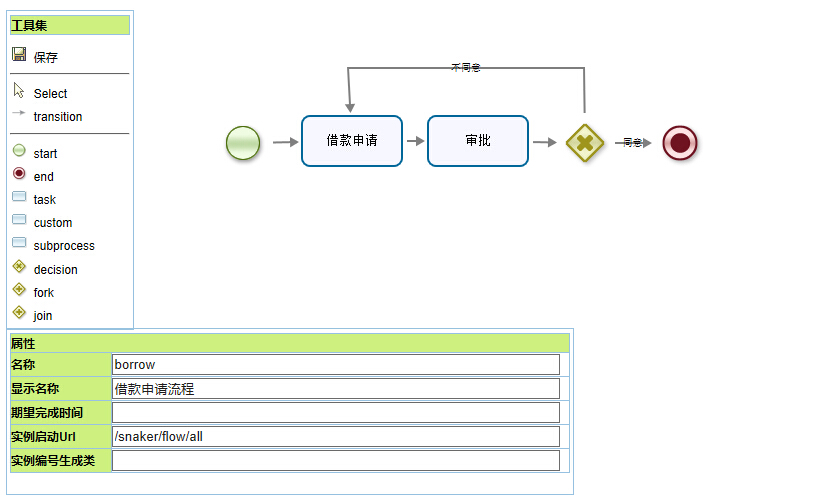 工具集
保存
Select
transition
start
end
task
custom
subprocess
decision
fork
join
不同意
借款申请
审批
同意
属性
名称 borrow
显示名称 借款申请流程
期望完成时间
实例启动Url /snaker/flow/all
实例编号生成类